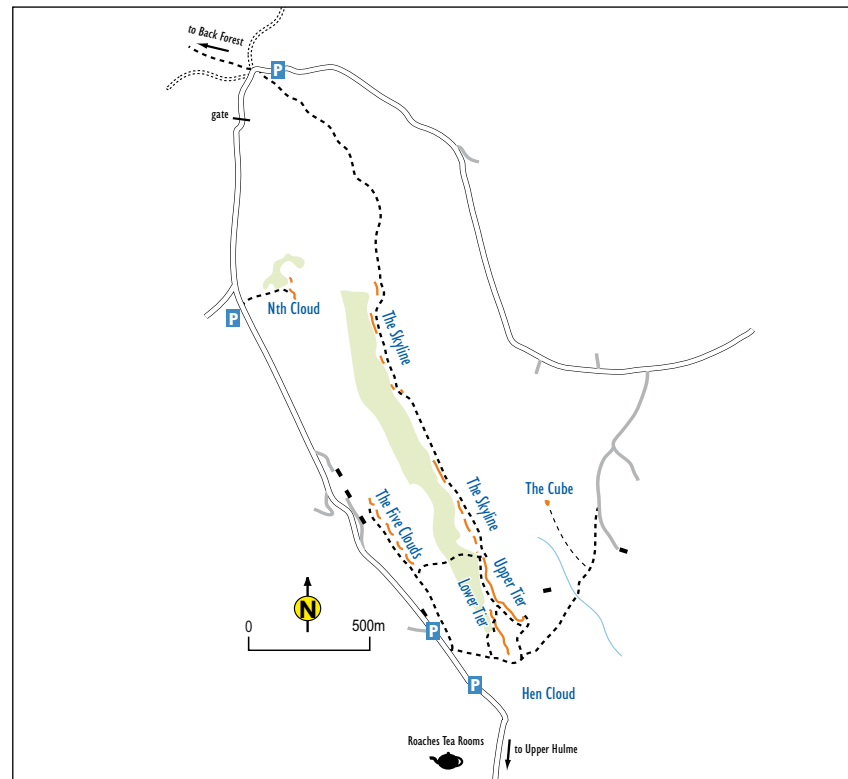 to Back Forest
P
gate
Nth Cloud
P
The Skyline
The Skyline
The Cube
The Five Clouds
Upper Tier
Lower Tier
N
0 500m
P
P
Hen Cloud
Roaches Tea Rooms
to Upper Hulme